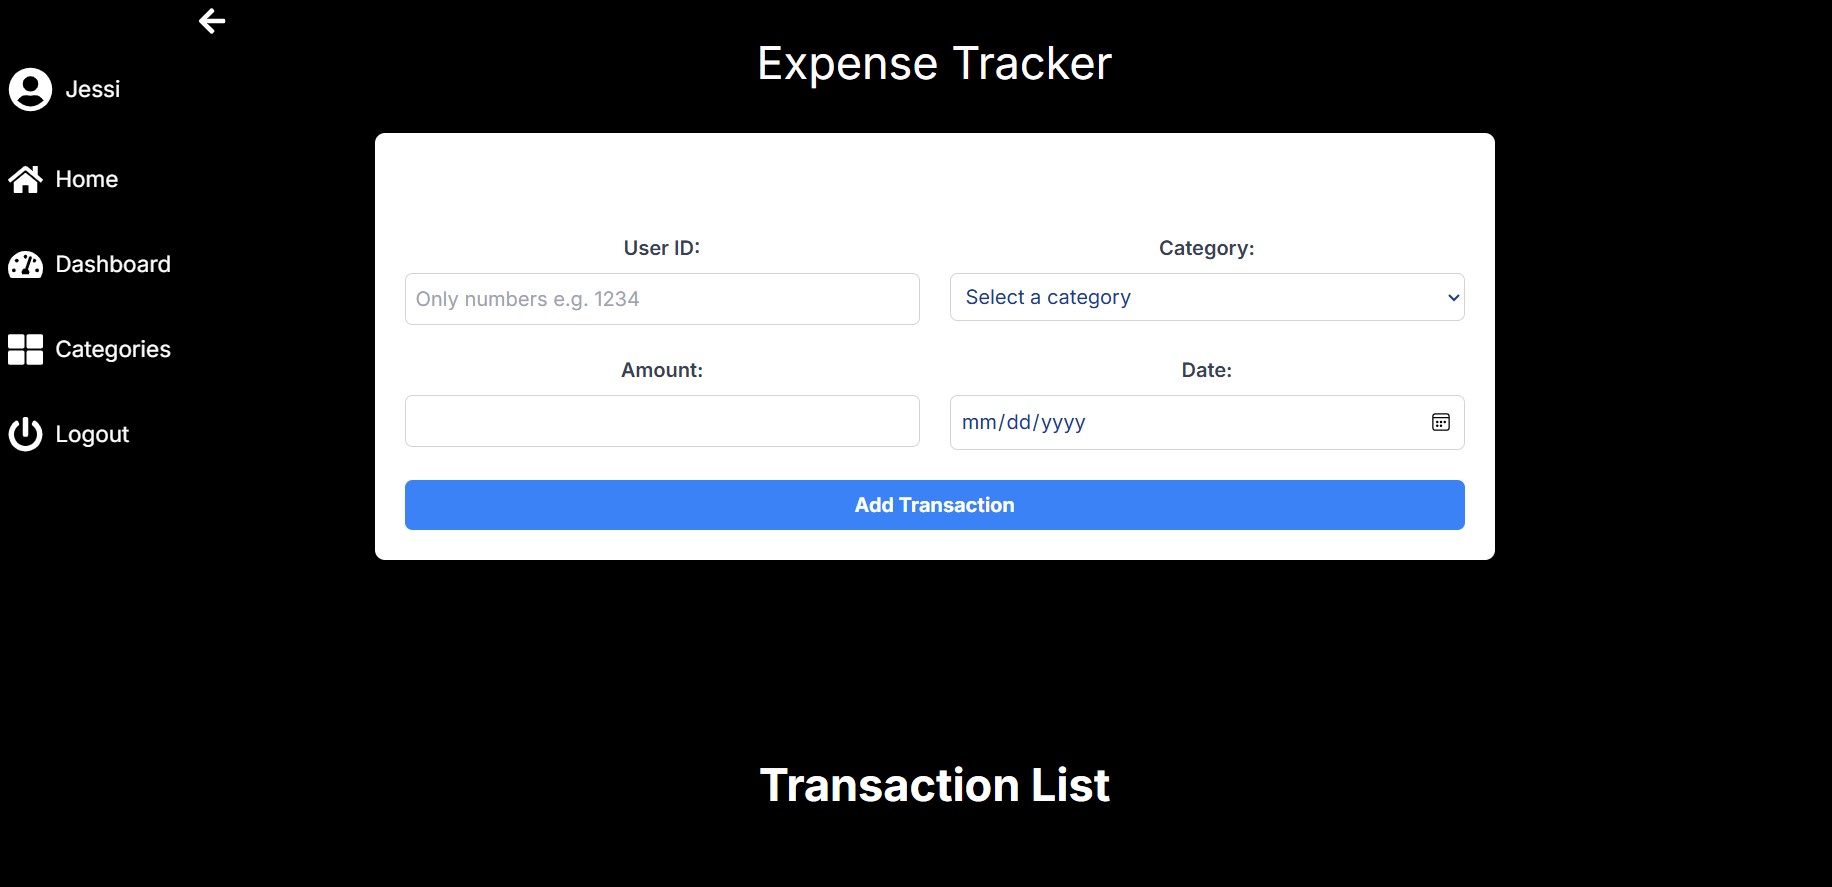 Jessi
Home
Dashboard
Categories
Logout
Expense Tracker
User ID:
Only numbers e.g. 1234
Category:
Select a category
Amount:
Date:
mm/dd/yyyy
Add Transaction
Transaction List